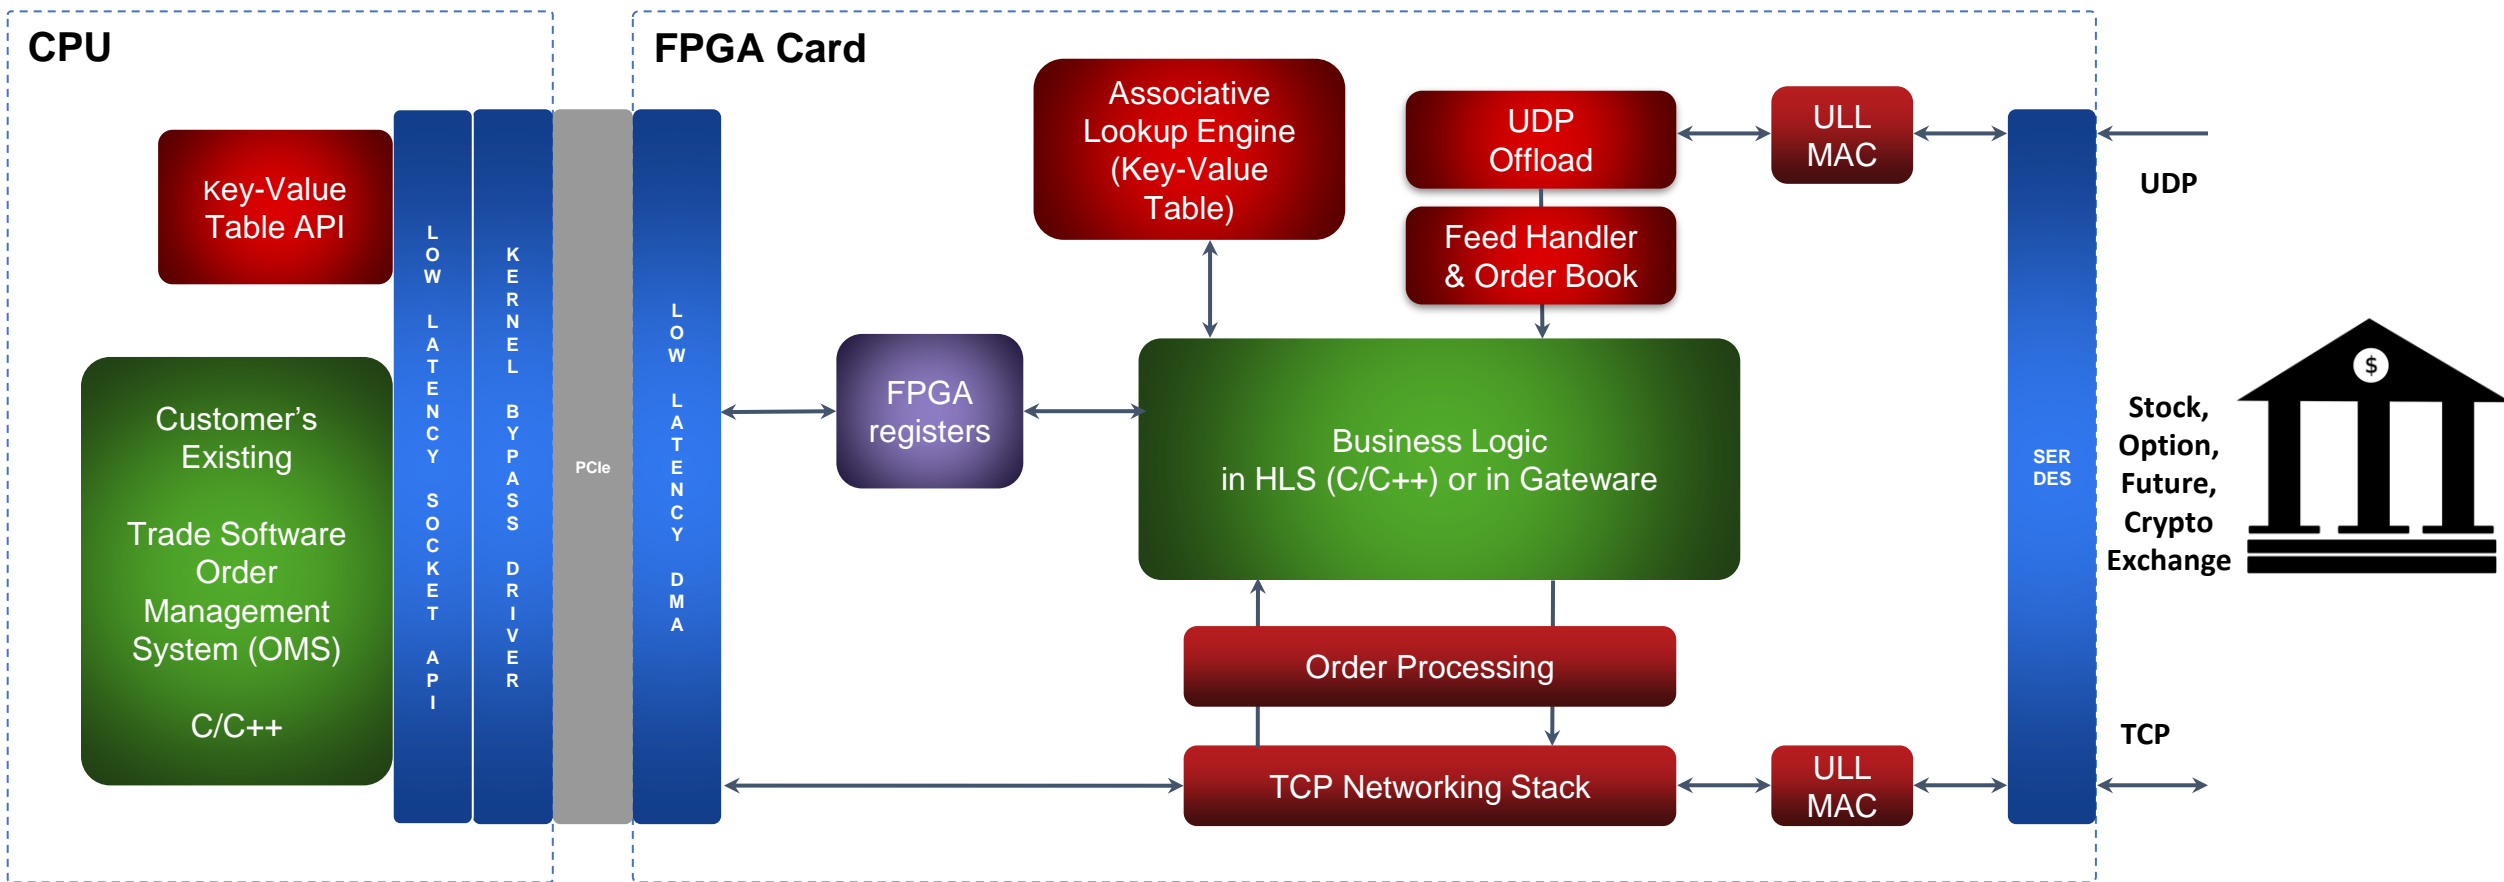 CPU
FPGA Card
Key-Value
Table API
Customer’s
Existing
Trade Software
Order
Management
System (OMS)
C/C++
LOW LATENCY SOCKET API
KERNEL BYPASS DRIVER
PCIe
LOW LATENCY DMA
FPGA
registers
Associative
Lookup Engine
(Key-Value
Table)
UDP
Offload
Feed Handler
& Order Book
ULL
MAC
Business Logic
in HLS (C/C++) or in Gateware
Order Processing
TCP Networking Stack
ULL
MAC
SER
DES
UDP
Stock,
Option,
Future,
Crypto
Exchange
$
TCP